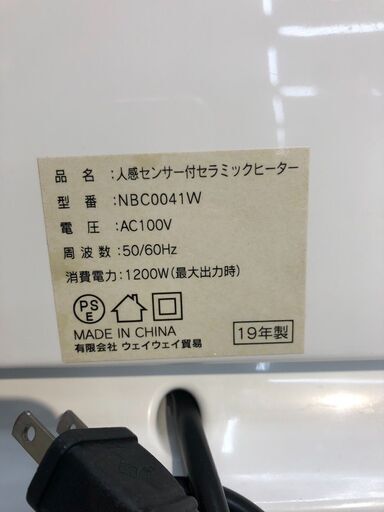 品名:人感センサー付セラミックヒーター
型番:NBC0041W
電圧:AC100V
周波数:50/60Hz
消費電力:1200W(最大出力時)
PS
E
MADE IN CHINA
有限会社 ウェイウェイ貿易
19年製